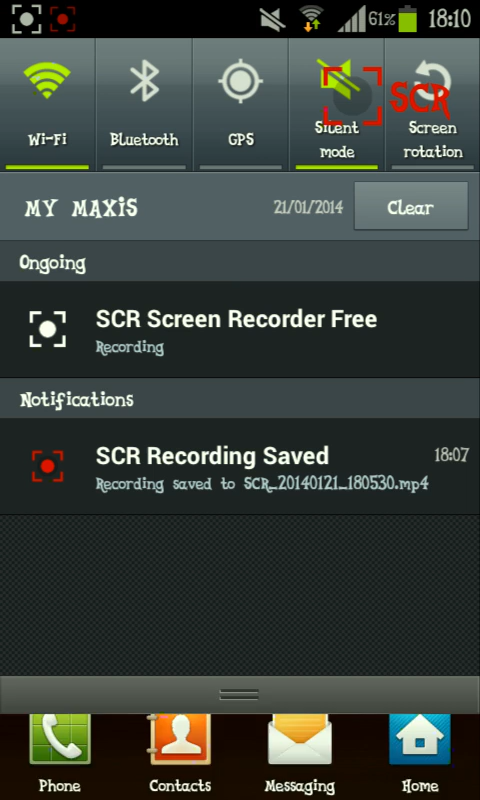 61% 18:10
SCR
Wi-Fi Bluetooth GPS Silent mode Screen rotation
MY MAXIS 21/01/2014 Clear
Ongoing
SCR Screen Recorder Free
Recording
Notifications
SCR Recording Saved 18:07
Recording saved to SCR_20140121_180530.mp4
Phone Contacts Messaging Home